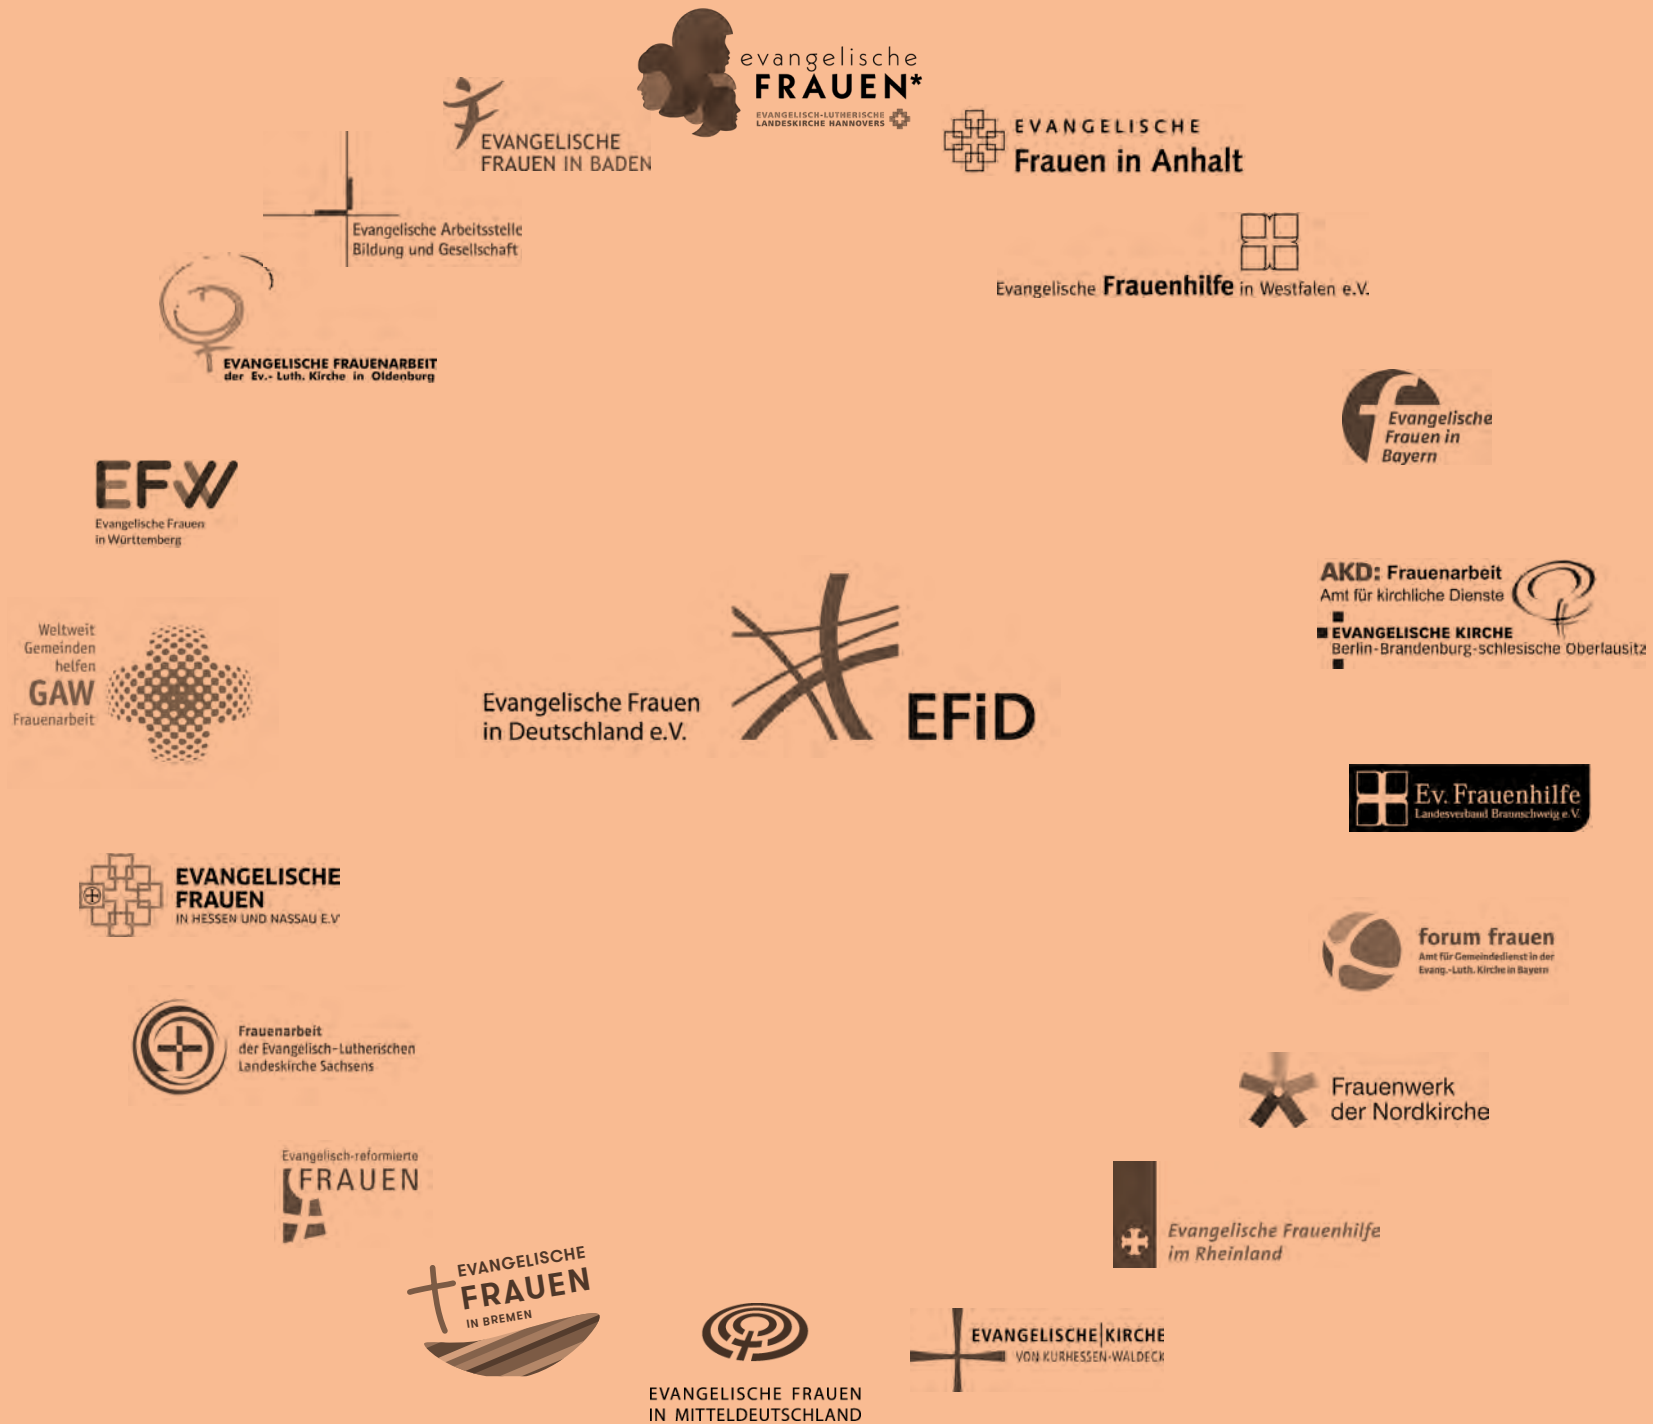 evangelische
FRAUEN*
EVANGELISCH-LUTHERISCHE
LANDESKIRCHE HANNOVERS
EVANGELISCHE
FRAUEN IN BADEN
EVANGELISCHE
Frauen in Anhalt
Evangelische Arbeitsstelle
Bildung und Gesellschaft
Evangelische Frauenhilfe in Westfalen e.V.
EVANGELISCHE FRAUENARBEIT
der Ev.- Luth. Kirche in Oldenburg
Evangelische
Frauen in
Bayern
EFW
Evangelische Frauen
in Württemberg
AKD: Frauenarbeit
Amt für kirchliche Dienste
EVANGELISCHE KIRCHE
Berlin-Brandenburg-schlesische Oberlausitz
Weltweit
Gemeinden
helfen
GAW
Frauenarbeit
Evangelische Frauen
in Deutschland e.V.
EFiD
Ev. Frauenhilfe
Landesverband Braunschweig e.V.
EVANGELISCHE
FRAUEN
IN HESSEN UND NASSAU E.V
forum frauen
Amt für Gemeindedienst in der
Evang.-Luth. Kirche in Bayern
Frauenarbeit
der Evangelisch-Lutherischen
Landeskirche Sachsens
Frauenwerk
der Nordkirche
Evangelisch-reformierte
FRAUEN
Evangelische Frauenhilfe
im Rheinland
EVANGELISCHE
FRAUEN
IN BREMEN
EVANGELISCHE KIRCHE
VON KURHESSEN-WALDECK
EVANGELISCHE FRAUEN
IN MITTELDEUTSCHLAND